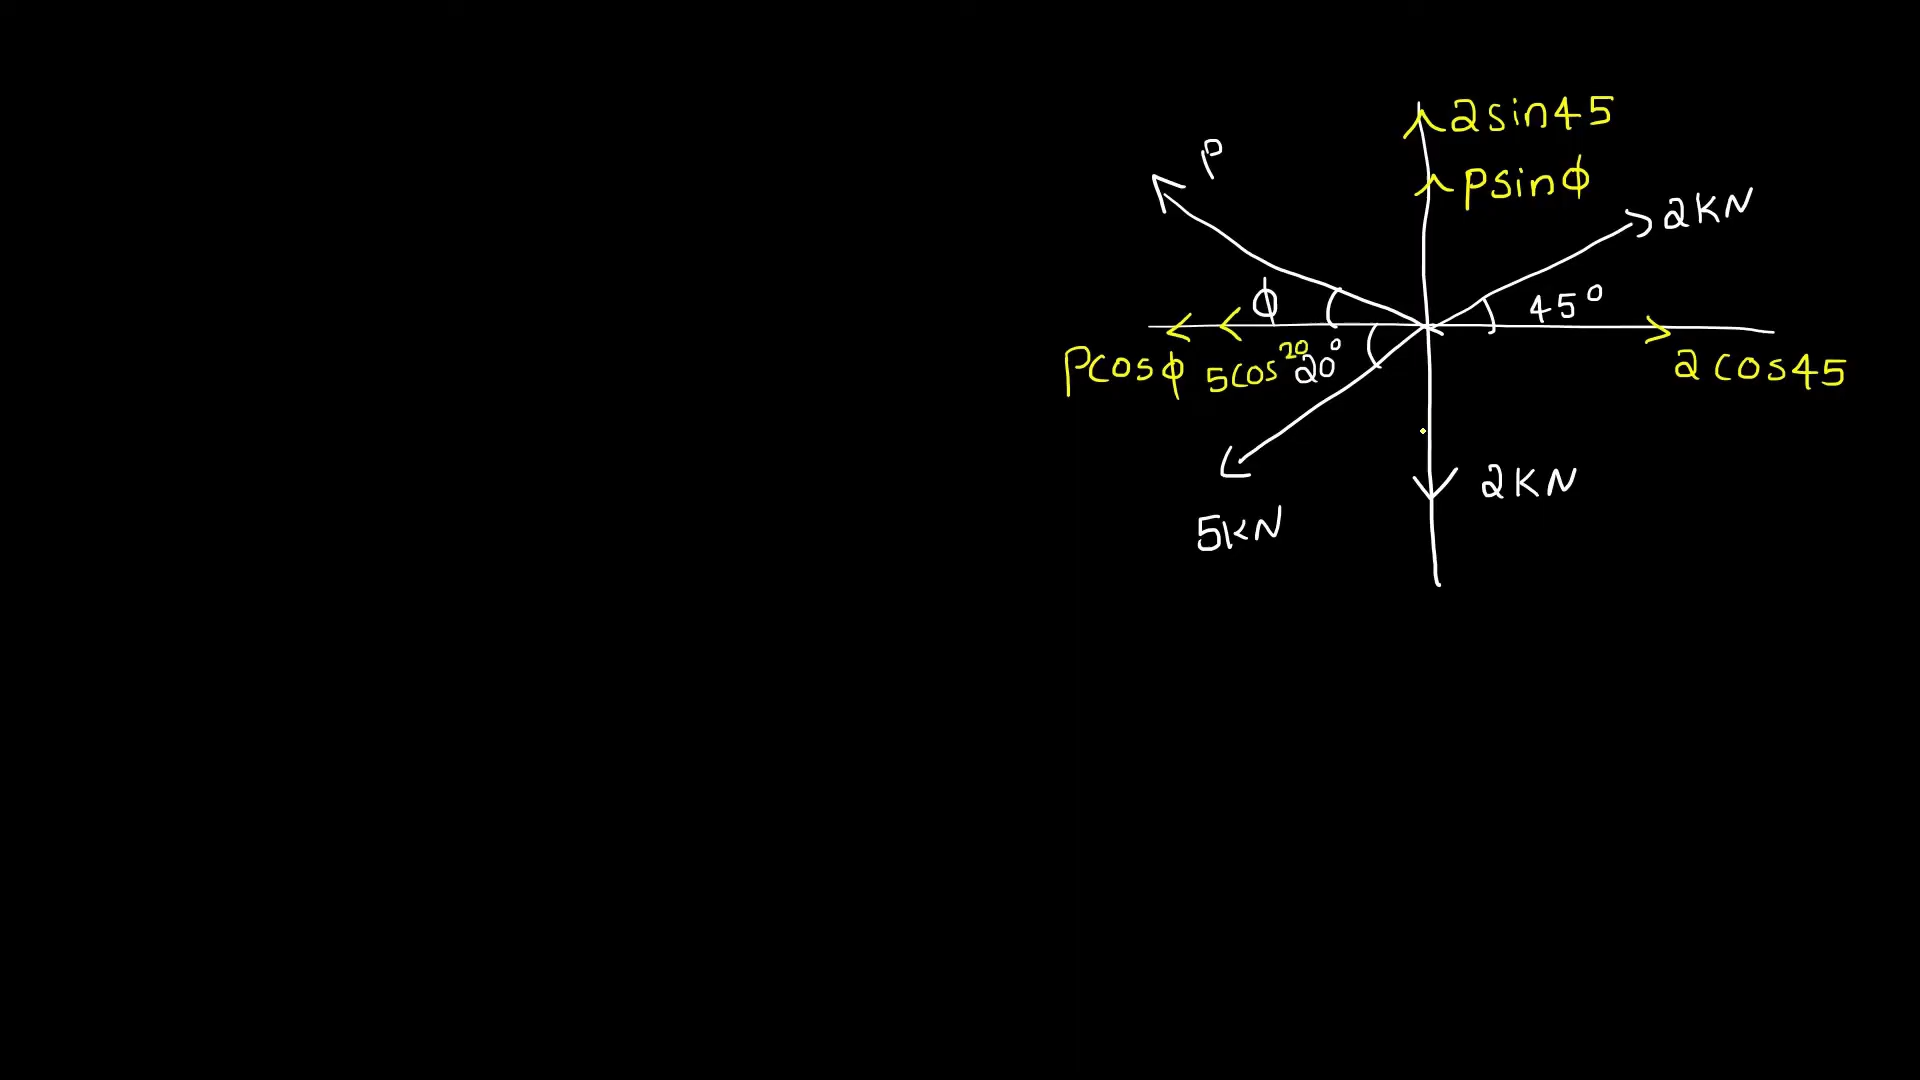 2sin45
P
Psinϕ
2KN
ϕ
45°
Pcosϕ
5cos20
20°
2cos45
2KN
5KN